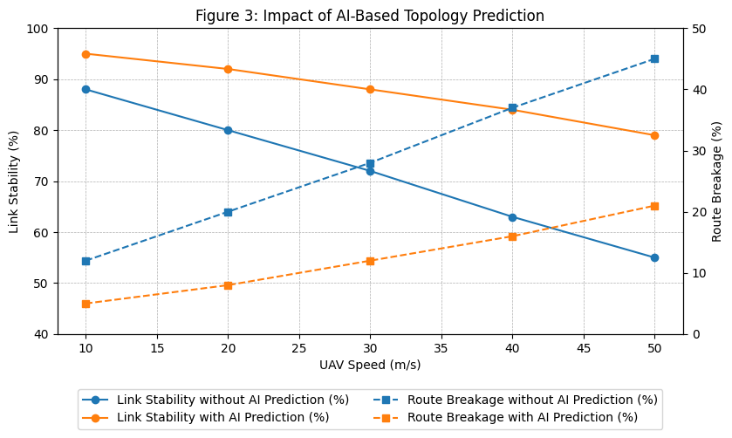 Figure 3: Impact of AI-Based Topology Prediction
100
90
80
70
60
50
40
Link Stability (%)
50
40
30
20
10
0
Route Breakage (%)
10 15 20 25 30 35 40 45 50
UAV Speed (m/s)
Link Stability without AI Prediction (%)
Link Stability with AI Prediction (%)
Route Breakage without AI Prediction (%)
Route Breakage with AI Prediction (%)